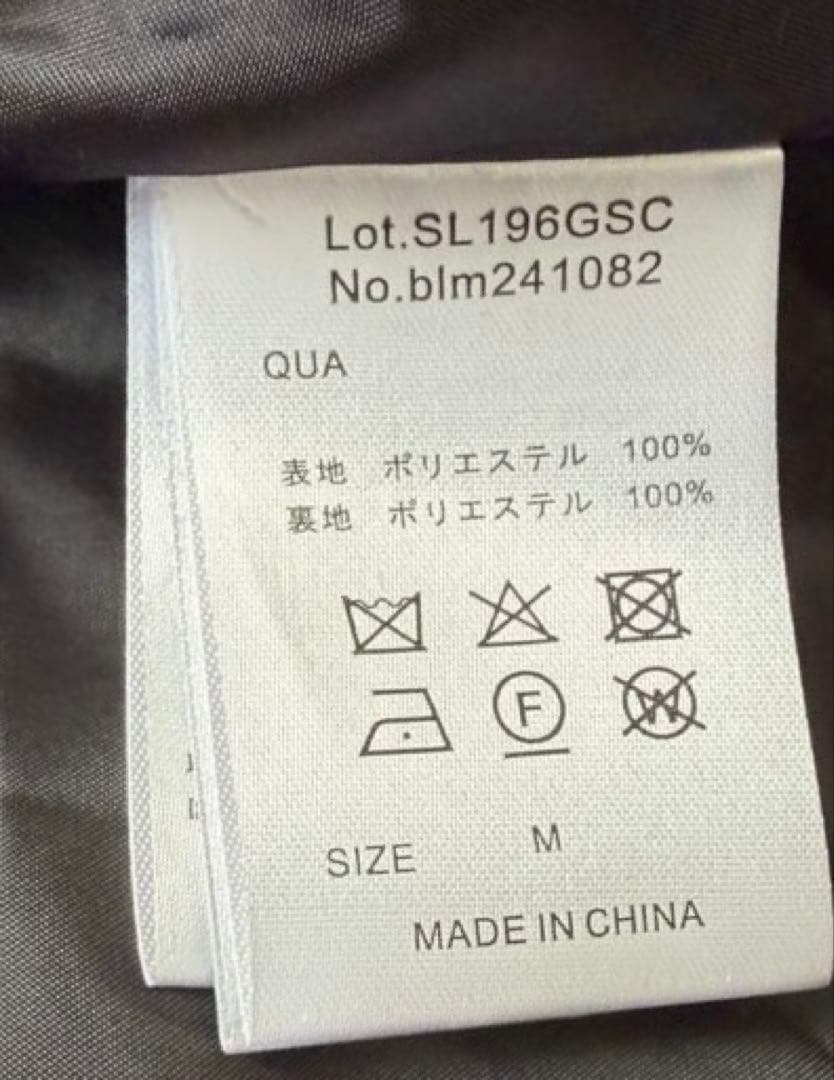 Lot.SL196GSC
No.blm241082
QUA
表地 ポリエステル 100%
裏地 ポリエステル 100%
F
W
SIZE M
MADE IN CHINA